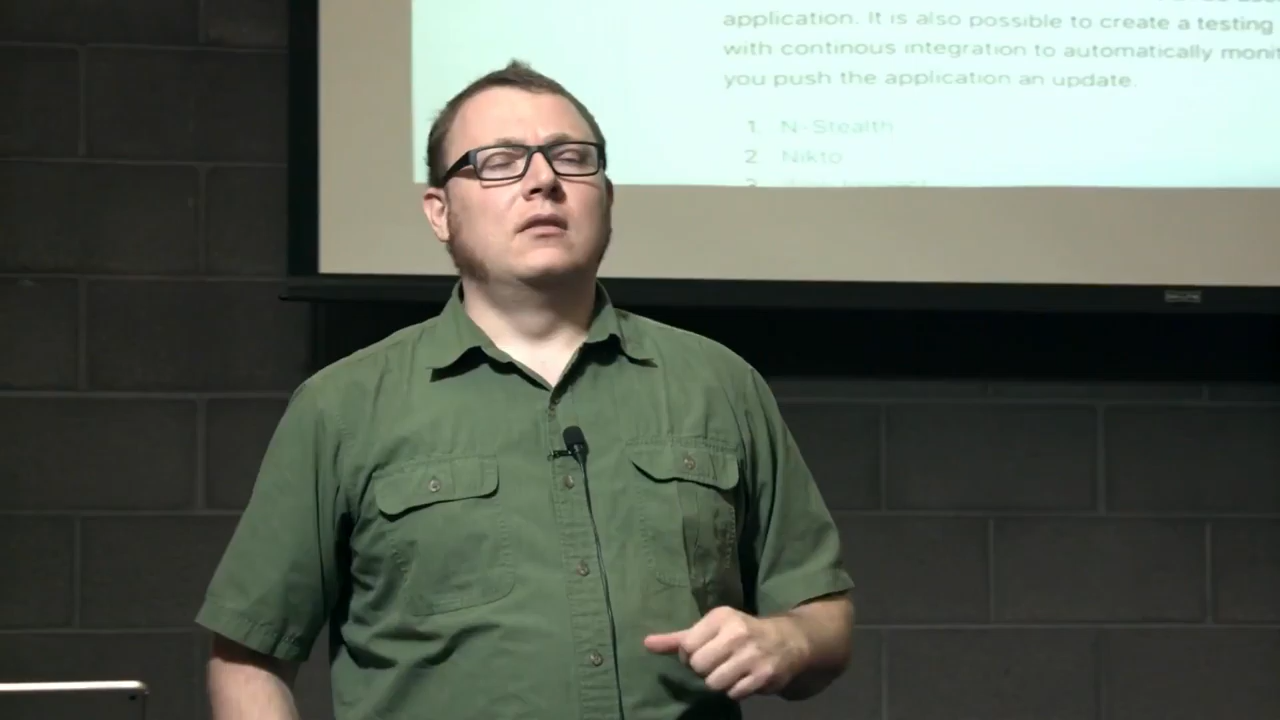 application. It is also possible to create a testing
with continous integration to automatically
you push the application an update.
1. N-Stealth
2 Nikto